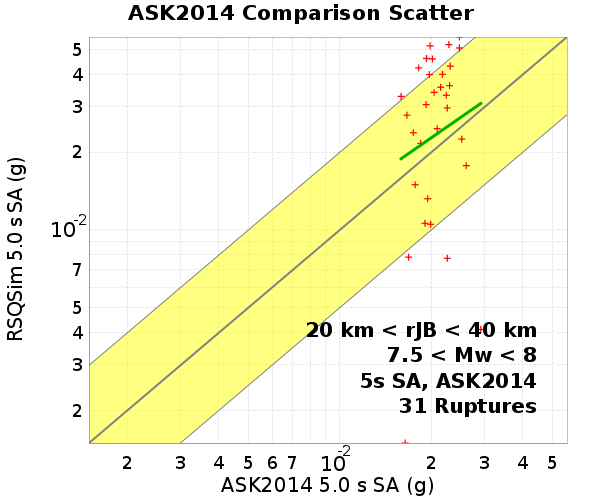 ASK2014 Comparison Scatter
RSQSim 5.0 s SA (g)
5
4
3
2
10-2
7
5
4
3
2
20 km < rJB < 40 km
7.5 < Mw < 8
5s SA, ASK2014
31 Ruptures
2 3 4 5 6 7 10-2 2 3 4 5
ASK2014 5.0 s SA (g)